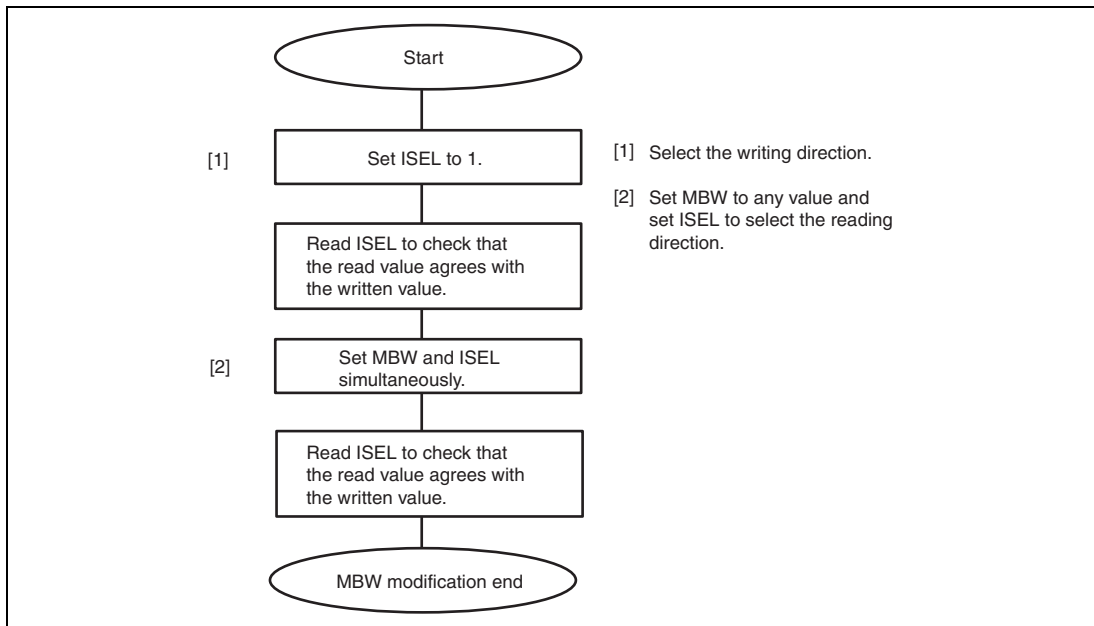 Start
[1]
Set ISEL to 1.
[1] Select the writing direction.
[2] Set MBW to any value and
set ISEL to select the reading
direction.
Read ISEL to check that
the read value agrees with
the written value.
[2]
Set MBW and ISEL
simultaneously.
Read ISEL to check that
the read value agrees with
the written value.
MBW modification end